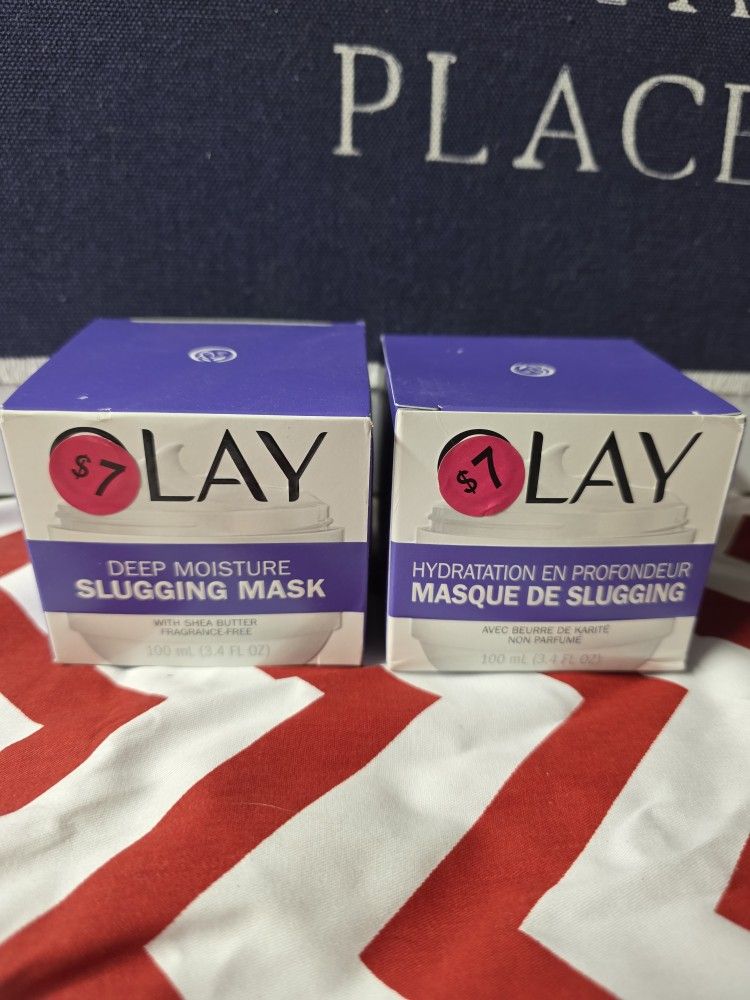 PLACE
$7
OLAY
DEEP MOISTURE
SLUGGING MASK
WITH SHEA BUTTER
FRAGRANCE-FREE
100 mL (3.4 FL OZ)
$7
OLAY
HYDRATATION EN PROFONDEUR
MASQUE DE SLUGGING
AVEC BEURRE DE KARITÉ
NON PARFUMÉ
100 mL (3.4 FL OZ)